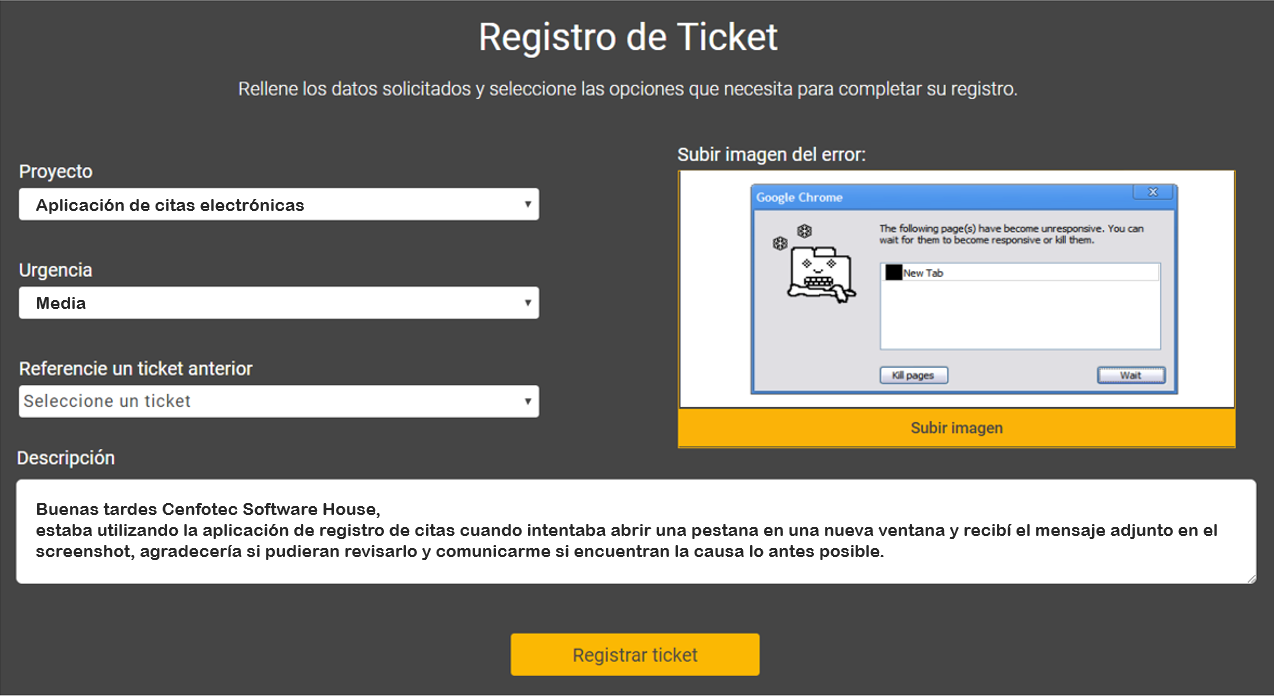 Registro de Ticket
Rellene los datos solicitados y seleccione las opciones que necesita para completar su registro.
Proyecto
Aplicación de citas electrónicas
Urgencia
Media
Referencie un ticket anterior
Seleccione un ticket
Subir imagen del error:
Google Chrome
The following page(s) have become unresponsive. You can
wait for them to become responsive or kill them.
New Tab
Kill pages
Wait
Subir imagen
Descripción
Buenas tardes Cenfotec Software House,
estaba utilizando la aplicación de registro de citas cuando intentaba abrir una pestana en una nueva ventana y recibí el mensaje adjunto en el
screenshot, agradecería si pudieran revisarlo y comunicarme si encuentran la causa lo antes posible.
Registrar ticket